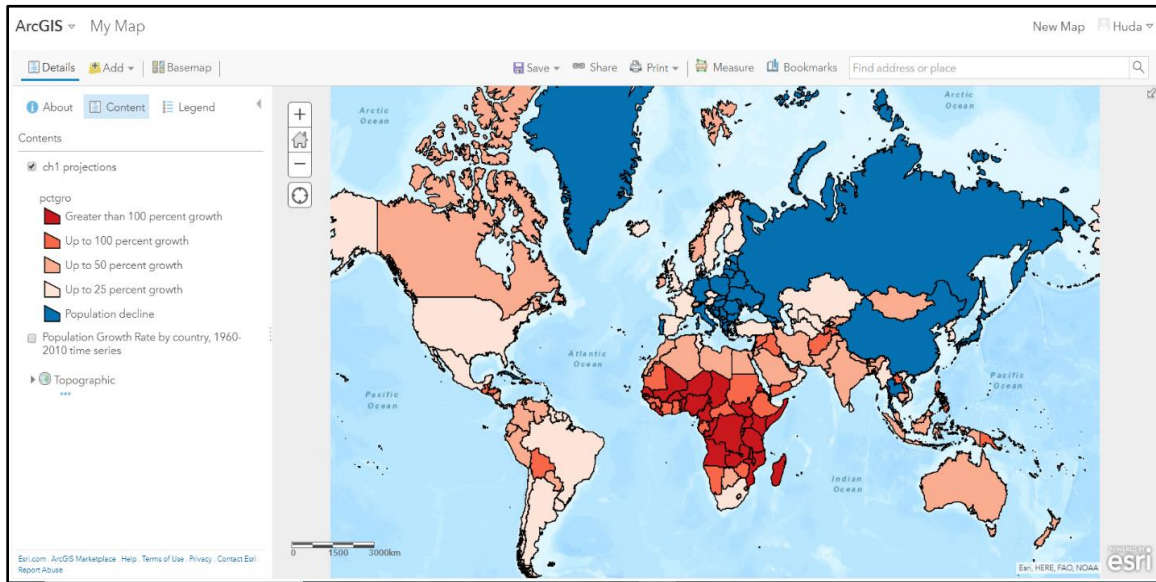 ArcGIS My Map
New Map Huda
Details Add Basemap
Save Share Print Measure Bookmarks Find address or place
About Content Legend
Contents
ch1 projections
pctgro
Greater than 100 percent growth
Up to 100 percent growth
Up to 50 percent growth
Up to 25 percent growth
Population decline
Population Growth Rate by country, 1960-
2010 time series
Topographic
Arctic
Ocean
Arctic
Ocean
Atlantic
Ocean
Pacific
Ocean
Pacific
Ocean
Indian
Ocean
0 1500 3000km
Esri.com ArcGIS Marketplace Help Terms of Use Privacy Contact Esri
Report Abuse
Esri, HERE, FAO, NOAA
POWERED BY
esri